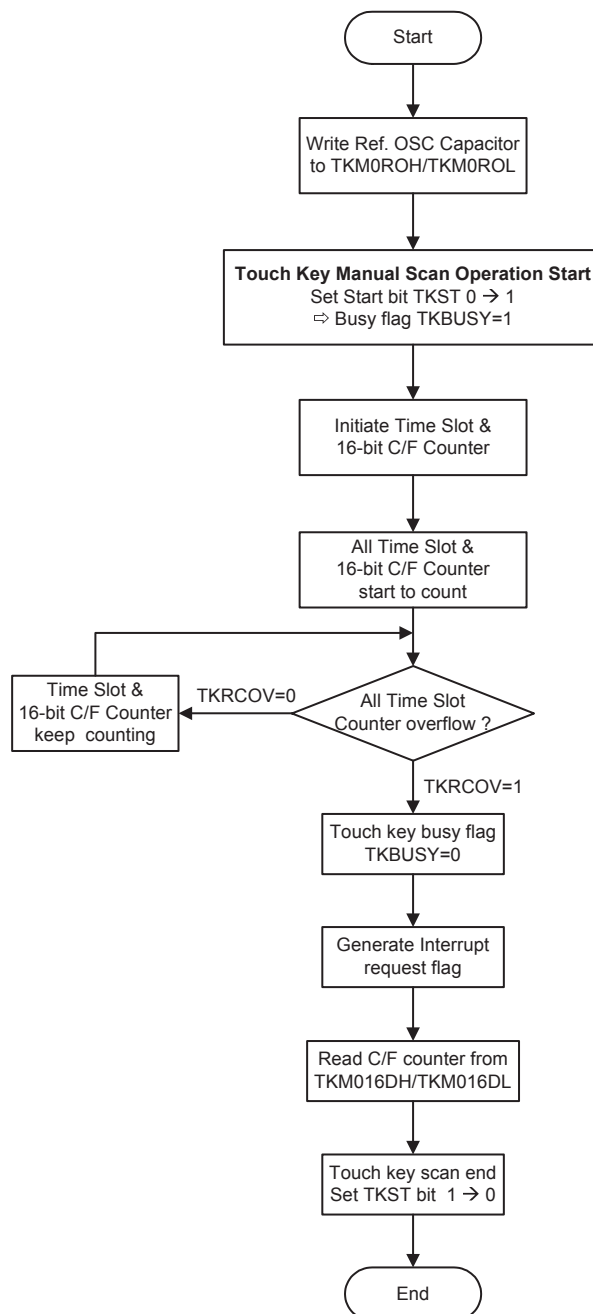 Start
Write Ref. OSC Capacitor
to TKM0ROH/TKM0ROL
Touch Key Manual Scan Operation Start
Set Start bit TKST 0 → 1
⇨ Busy flag TKBUSY=1
Initiate Time Slot &
16-bit C/F Counter
All Time Slot &
16-bit C/F Counter
start to count
Time Slot &
16-bit C/F Counter
keep counting
TKRCOV=0
All Time Slot
Counter overflow ?
TKRCOV=1
Touch key busy flag
TKBUSY=0
Generate Interrupt
request flag
Read C/F counter from
TKM016DH/TKM016DL
Touch key scan end
Set TKST bit 1 → 0
End